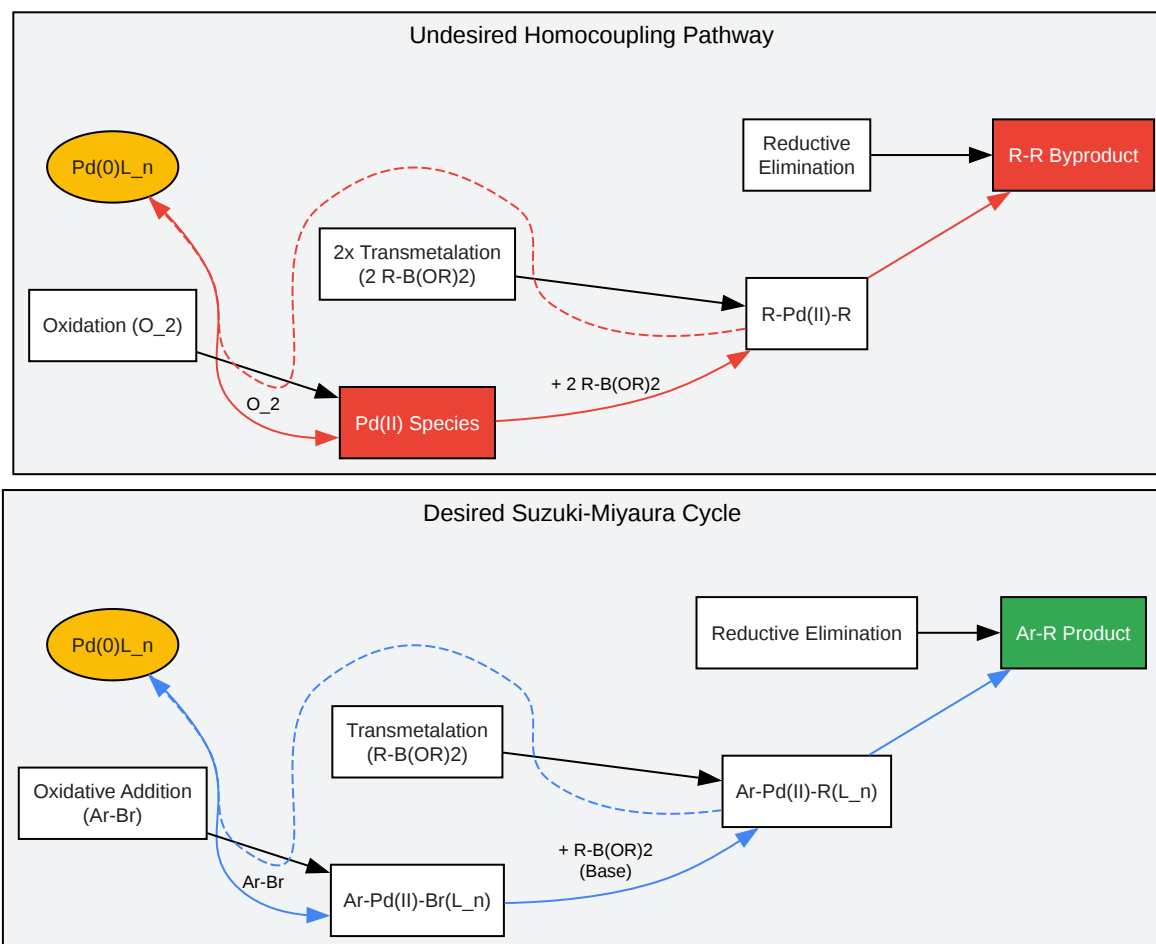 Undesired Homocoupling Pathway
Pd(0)L_n
Reductive
Elimination
R-R Byproduct
2x Transmetalation
(2 R-B(OR)2)
Oxidation (O_2)
R-Pd(II)-R
O_2
Pd(II) Species
+ 2 R-B(OR)2
Desired Suzuki-Miyaura Cycle
Pd(0)L_n
Reductive Elimination
Ar-R Product
Transmetalation
(R-B(OR)2)
Oxidative Addition
(Ar-Br)
Ar-Pd(II)-R(L_n)
Ar-Br
Ar-Pd(II)-Br(L_n)
+ R-B(OR)2
(Base)